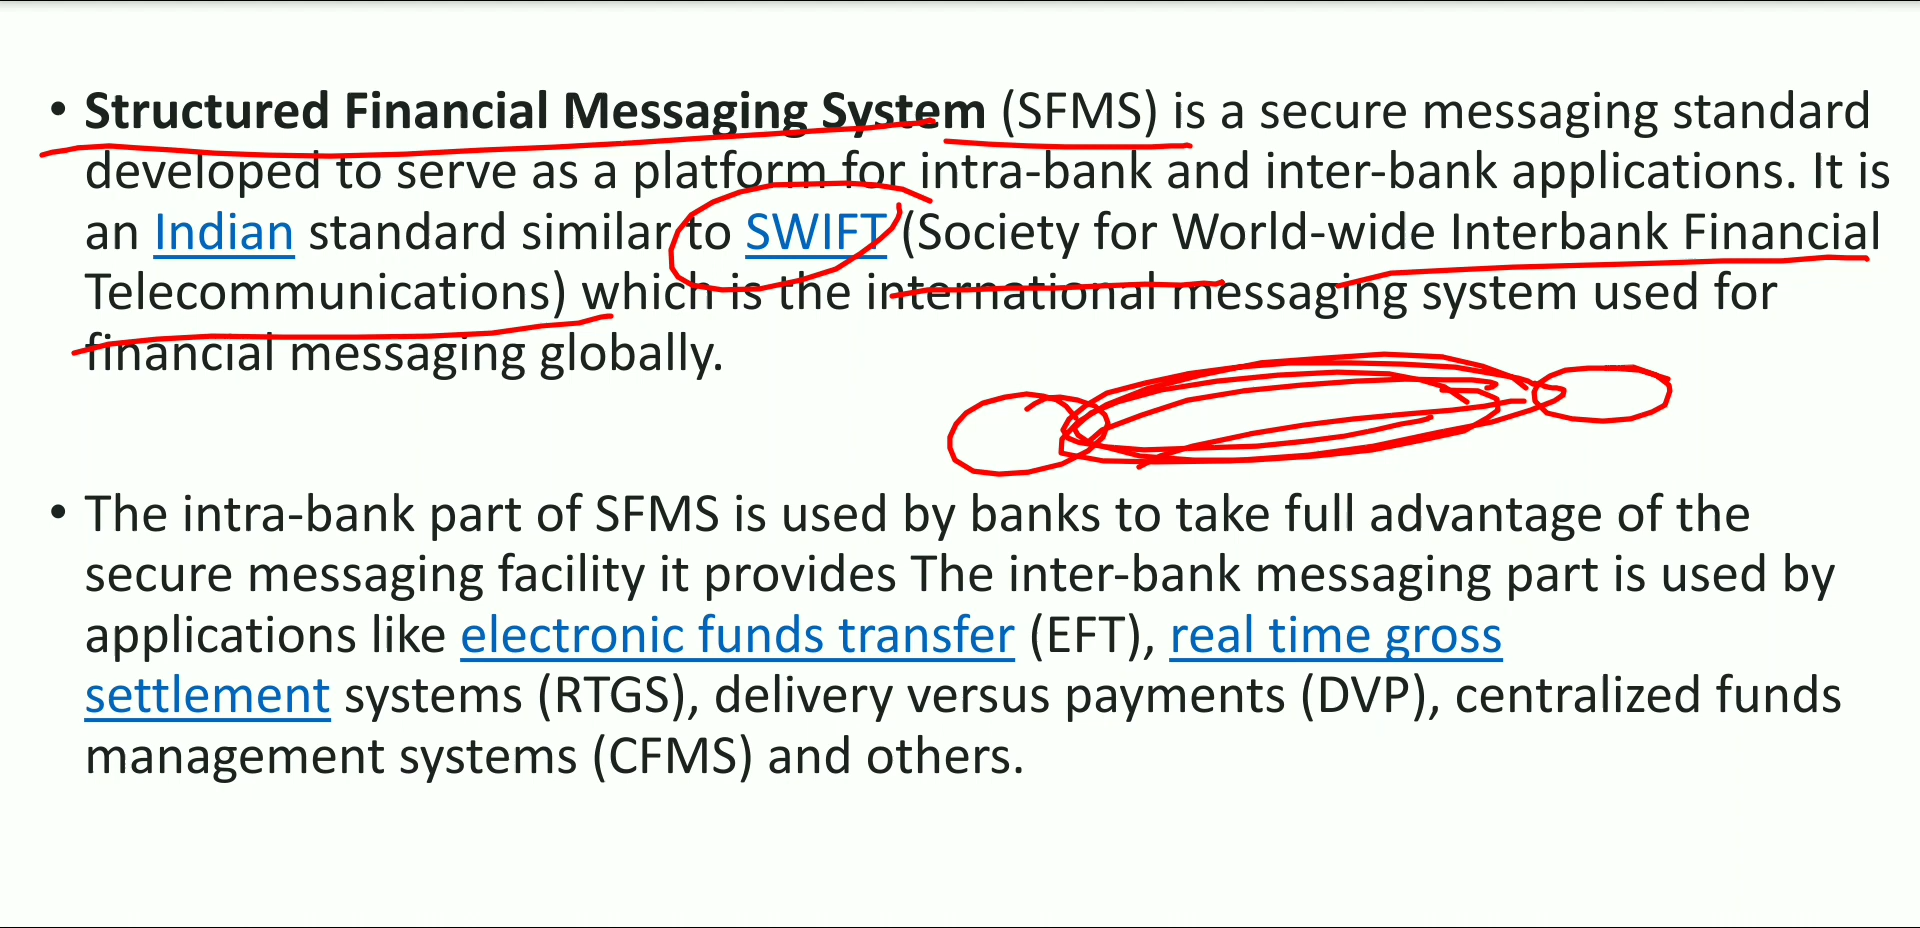 • Structured Financial Messaging System (SFMS) is a secure messaging standard
developed to serve as a platform for intra-bank and inter-bank applications. It is
an Indian standard similar to SWIFT (Society for World-wide Interbank Financial
Telecommunications) which is the international messaging system used for
financial messaging globally.
• The intra-bank part of SFMS is used by banks to take full advantage of the
secure messaging facility it provides The inter-bank messaging part is used by
applications like electronic funds transfer (EFT), real time gross
settlement systems (RTGS), delivery versus payments (DVP), centralized funds
management systems (CFMS) and others.